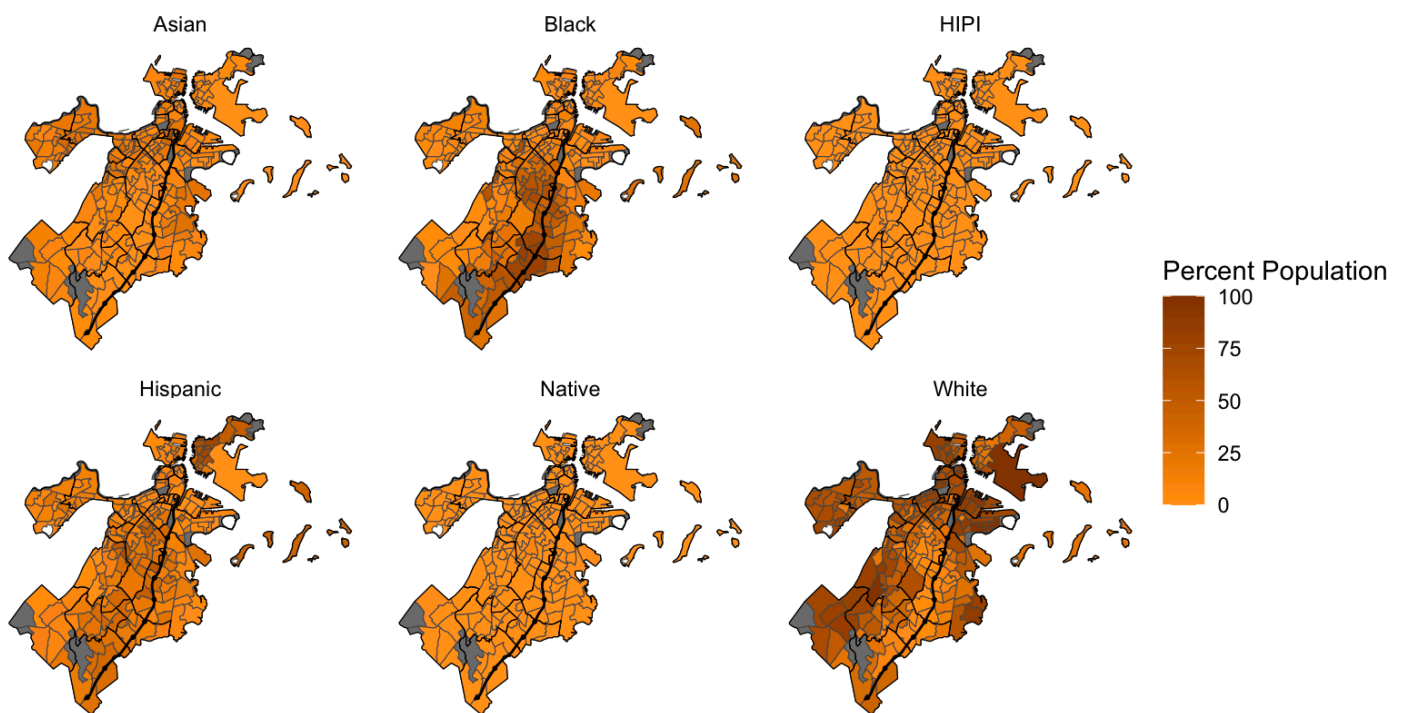 Asian
Black
HIPI
Percent Population
100
75
50
25
0
Hispanic
Native
White